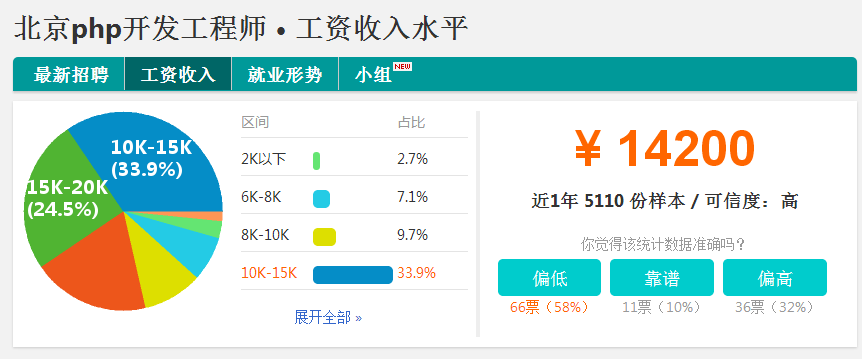 北京php开发工程师 • 工资收入水平
最新招聘 工资收入 就业形势 小组 NEW
10K-15K
(33.9%)
15K-20K
(24.5%)
区间 占比
2K以下 2.7%
6K-8K 7.1%
8K-10K 9.7%
10K-15K 33.9%
展开全部 »
¥ 14200
近1年 5110 份样本 / 可信度：高
你觉得该统计数据准确吗？
偏低 靠谱 偏高
66票（58%） 11票（10%） 36票（32%）